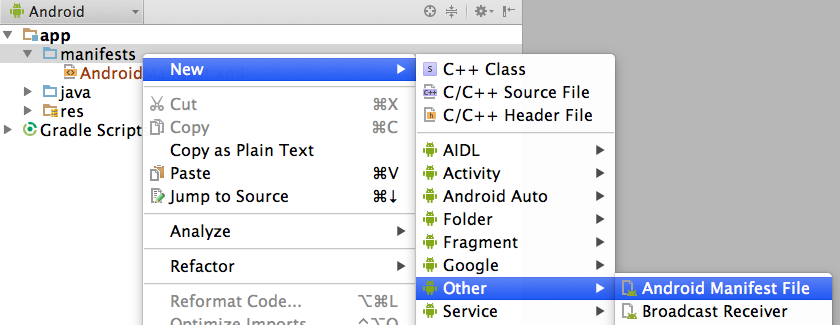 Android
app
manifests
Android
java
res
Gradle Script
New
Cut ⌘X
Copy ⌘C
Copy as Plain Text
Paste ⌘V
Jump to Source ⌘↓
Analyze
Refactor
Reformat Code... ⌥⌘L
Optimize Imports ^⌥O
S C++ Class
C++ C/C++ Source File
h C/C++ Header File
AIDL
Activity
Android Auto
Folder
Fragment
Google
Other
Service
Android Manifest File
Broadcast Receiver